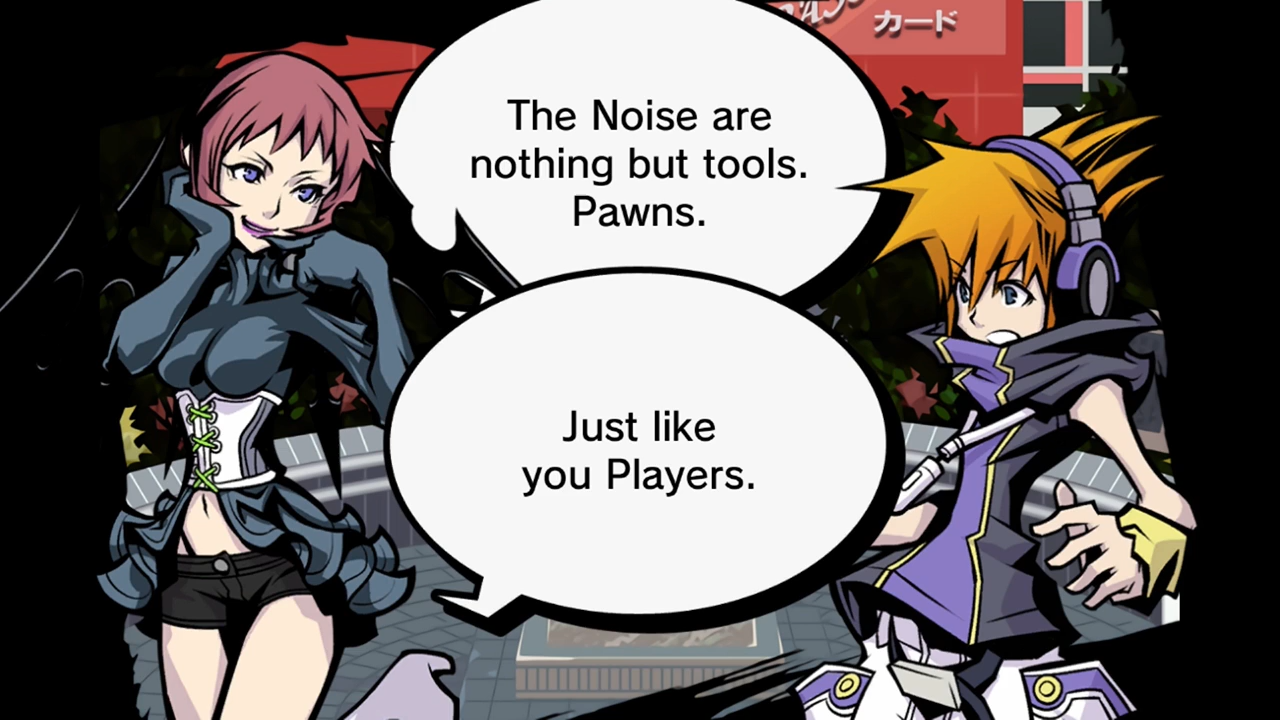 カード
The Noise are
nothing but tools.
Pawns.
Just like
you Players.